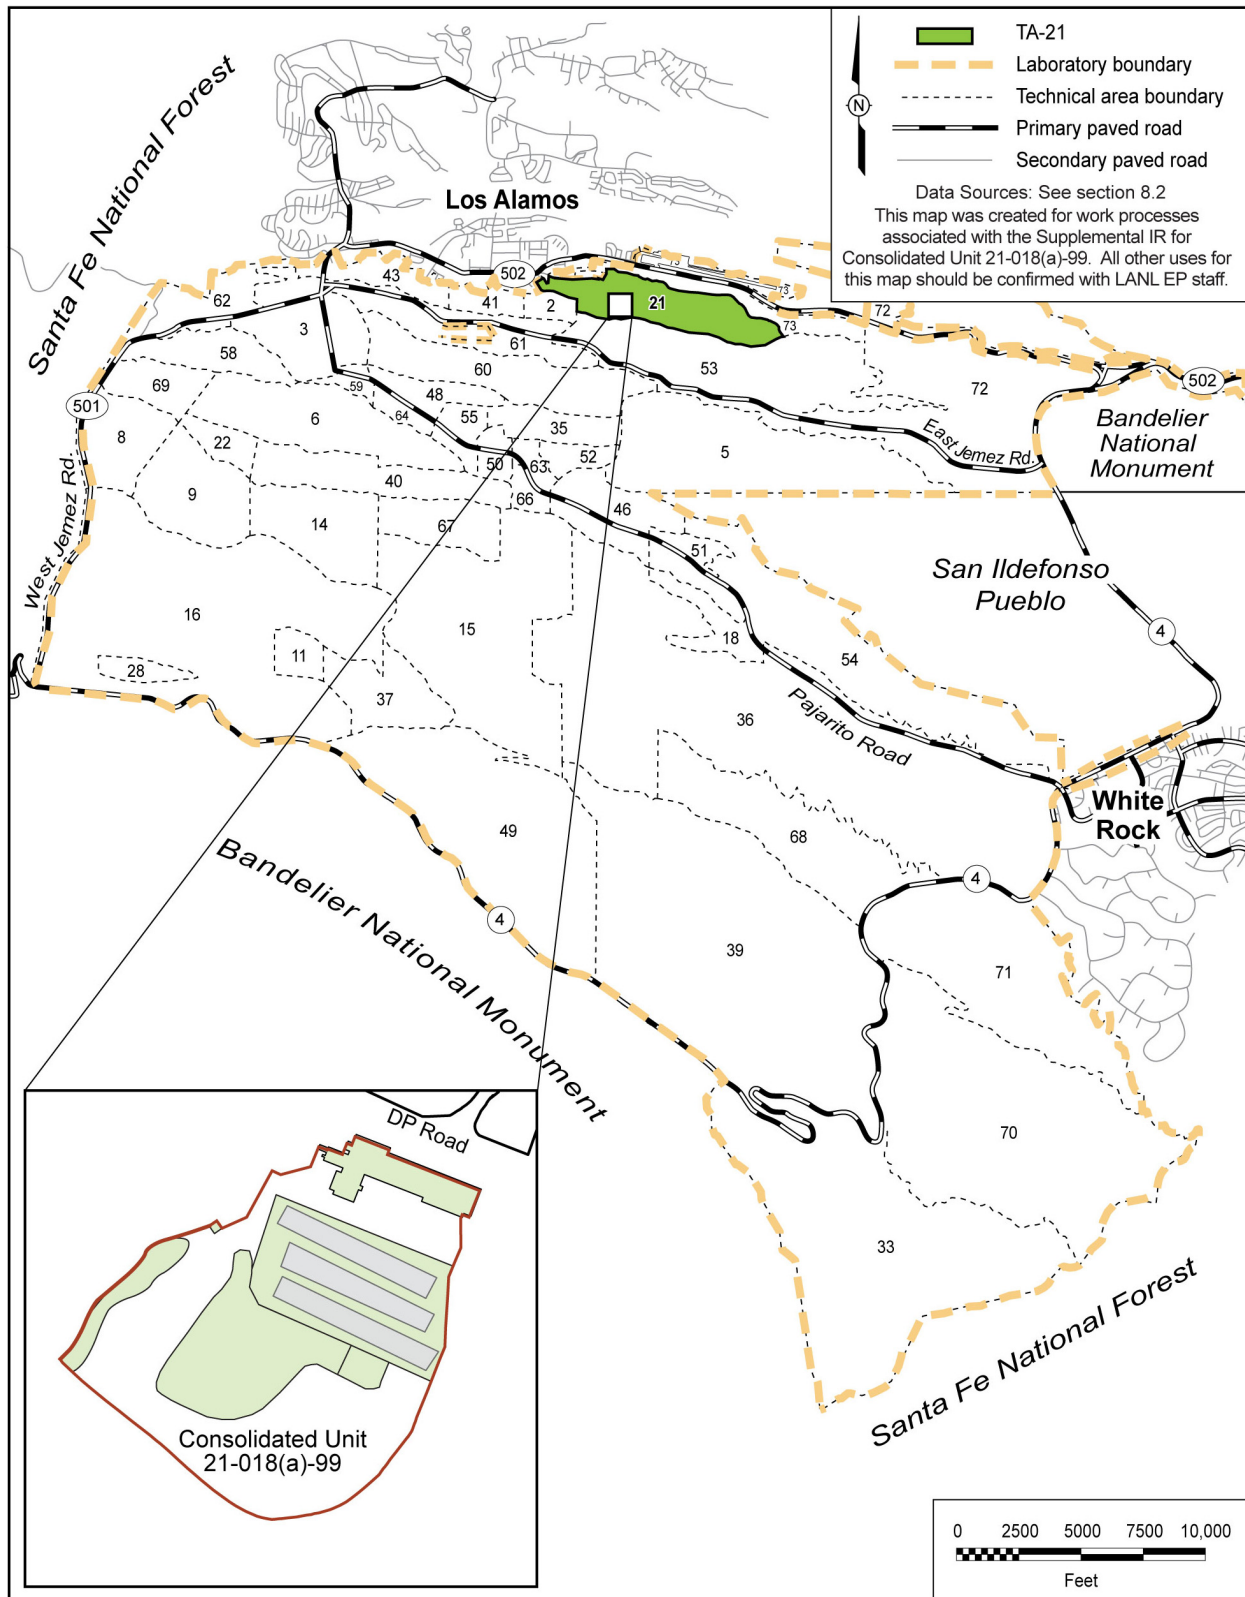 TA-21
Laboratory boundary
Technical area boundary
N
Primary paved road
Secondary paved road
Data Sources: See section 8.2
This map was created for work processes
associated with the Supplemental IR for
Consolidated Unit 21-018(a)-99. All other uses for
this map should be confirmed with LANL EP staff.
Santa Fe National Forest
Los Alamos
502
43
73
62
41
2
21
72
3
73
61
58
53
60
502
69
59
48
72
501
64
55
6
35
Bandelier
National
Monument
8
22
East Jemez Rd.
5
52
50
63
40
9
66
46
14
67
51
West Jemez Rd.
San Ildefonso
Pueblo
16
15
4
18
11
54
28
37
36
Pajarito Road
White
Rock
49
68
Bandelier National Monument
4
4
39
71
DP Road
70
33
Santa Fe National Forest
Consolidated Unit
21-018(a)-99
0 2500 5000 7500 10,000
Feet